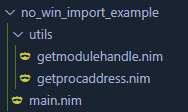 no_win_import_example
utils
getmodulehandle.nim
getprocaddress.nim
main.nim